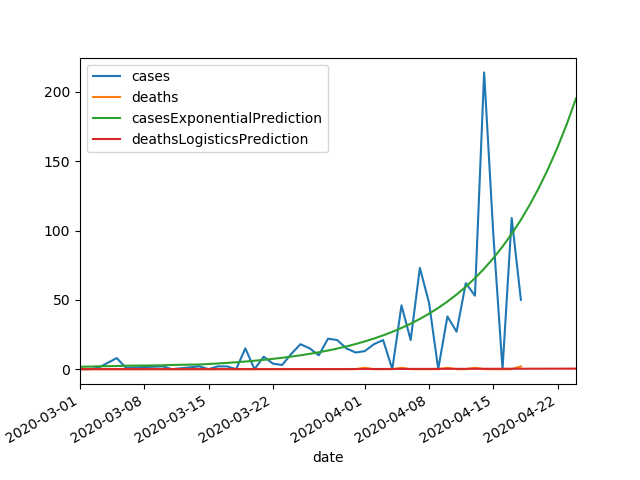 cases
deaths
casesExponentialPrediction
deathsLogisticsPrediction
200
150
100
50
0
2020-03-01
2020-03-08
2020-03-15
2020-03-22
2020-04-01
2020-04-08
2020-04-15
2020-04-22
date